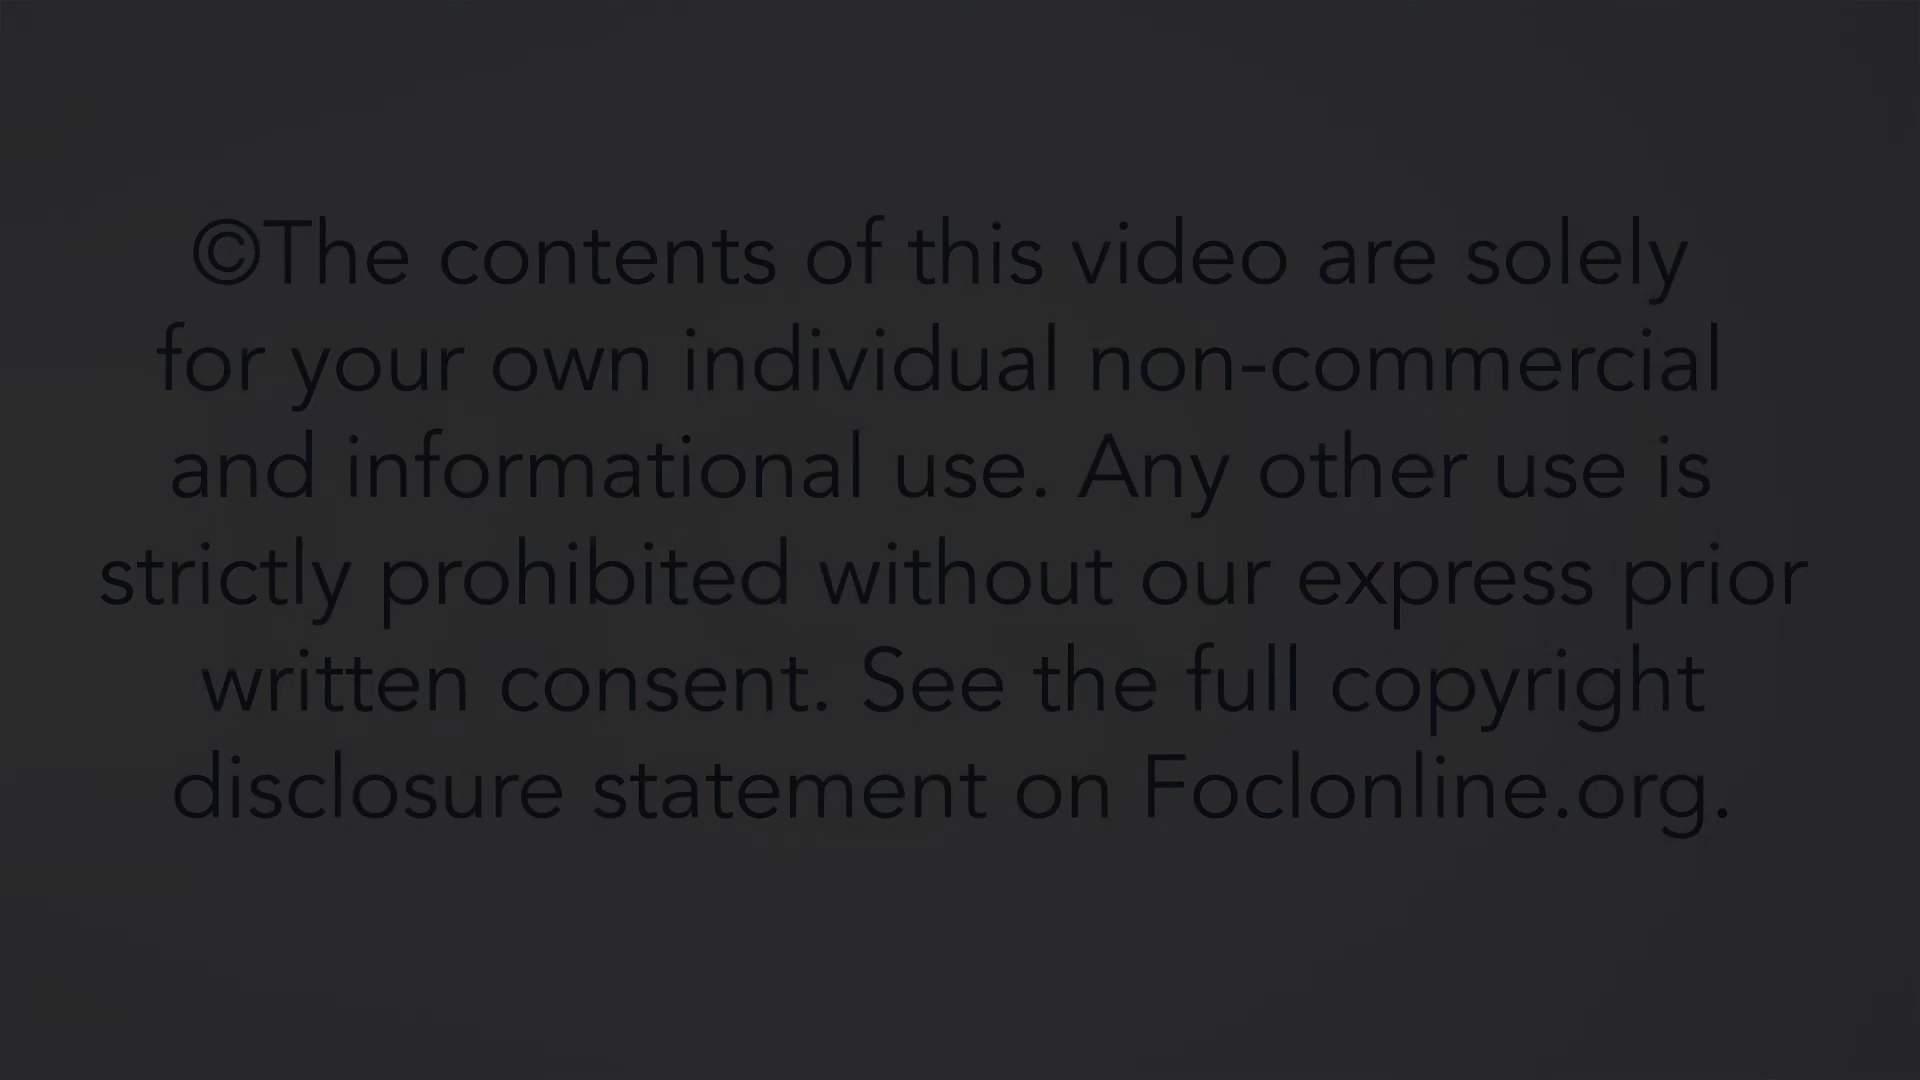 ©The contents of this video are solely
for your own individual non-commercial
and informational use. Any other use is
strictly prohibited without our express prior
written consent. See the full copyright
disclosure statement on Foclonline.org.